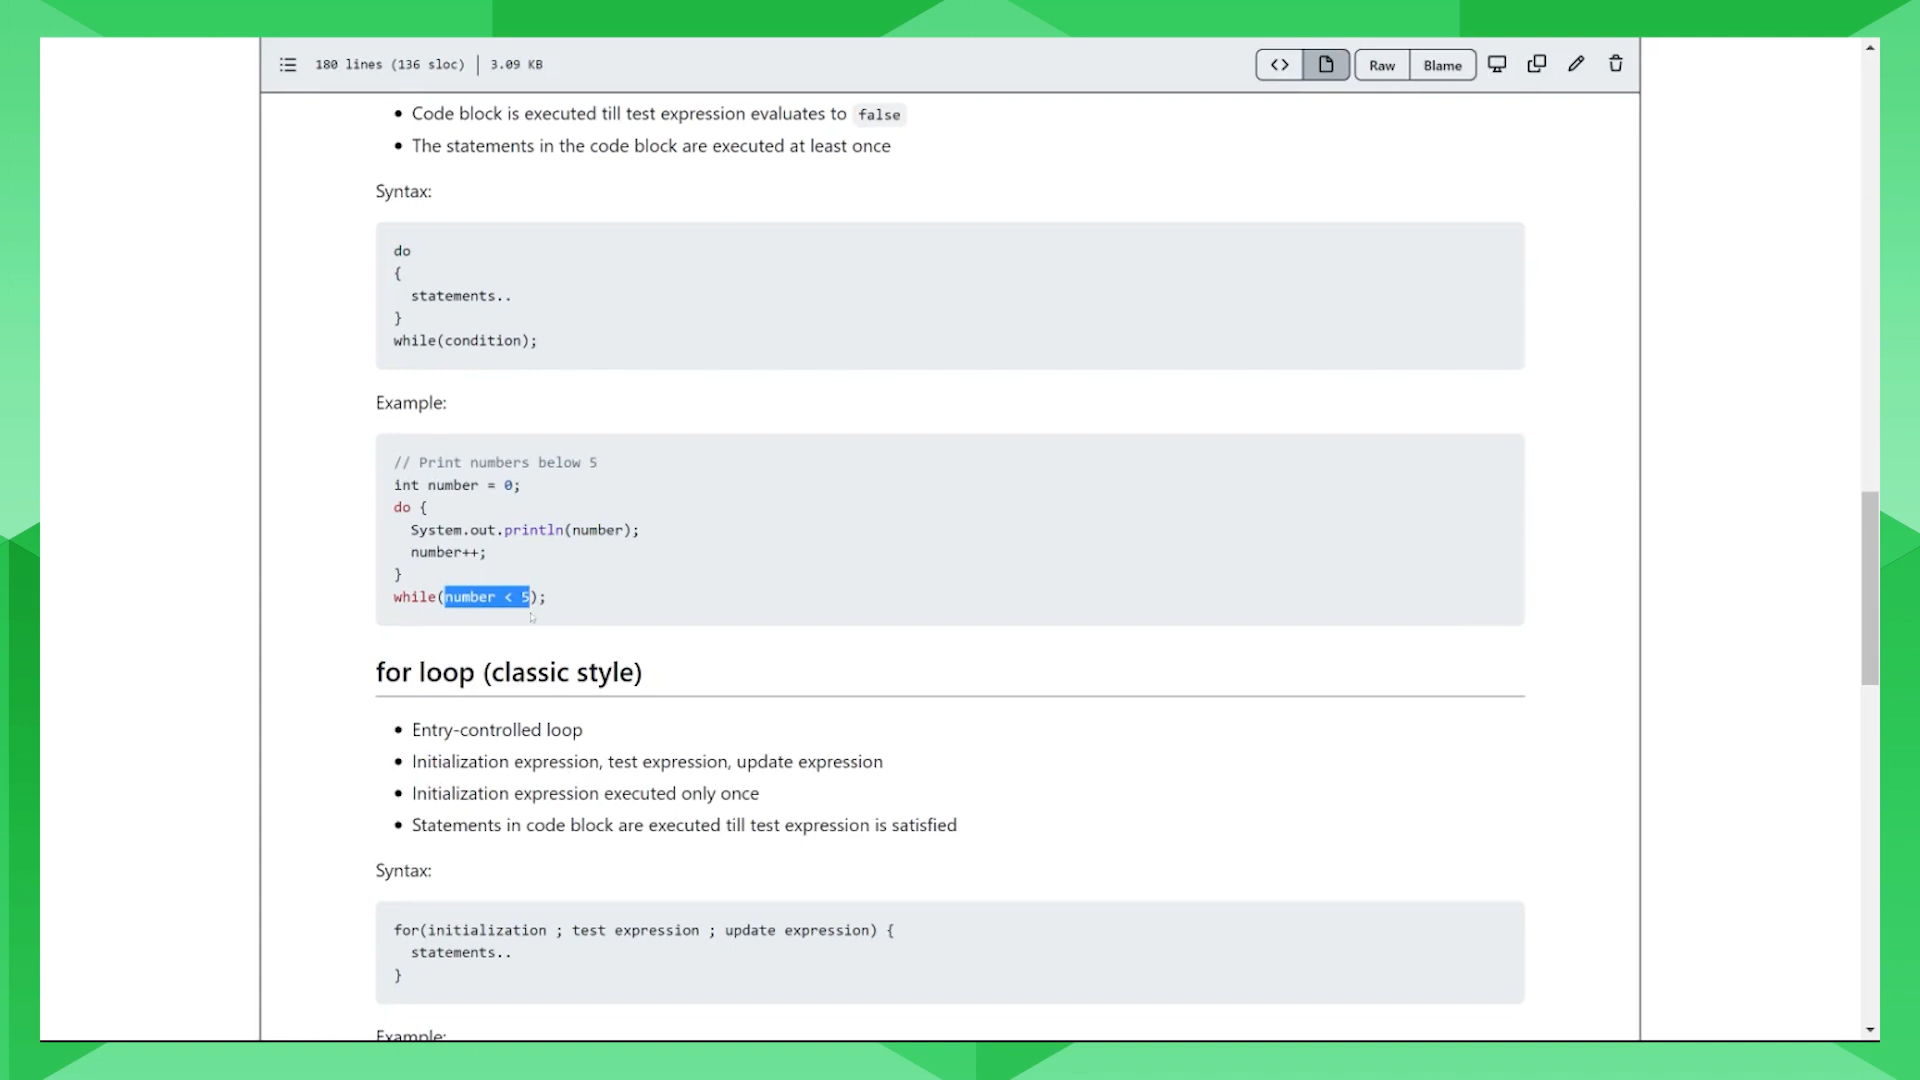 180 lines (136 sloc) | 3.09 KB
<> Raw Blame
Code block is executed till test expression evaluates to false
The statements in the code block are executed at least once
Syntax:
do
{
statements..
}
while(condition);
Example:
// Print numbers below 5
int number = 0;
do {
System.out.println(number);
number++;
}
while(number < 5);
for loop (classic style)
Entry-controlled loop
Initialization expression, test expression, update expression
Initialization expression executed only once
Statements in code block are executed till test expression is satisfied
Syntax:
for(initialization ; test expression ; update expression) {
statements..
}
Example: